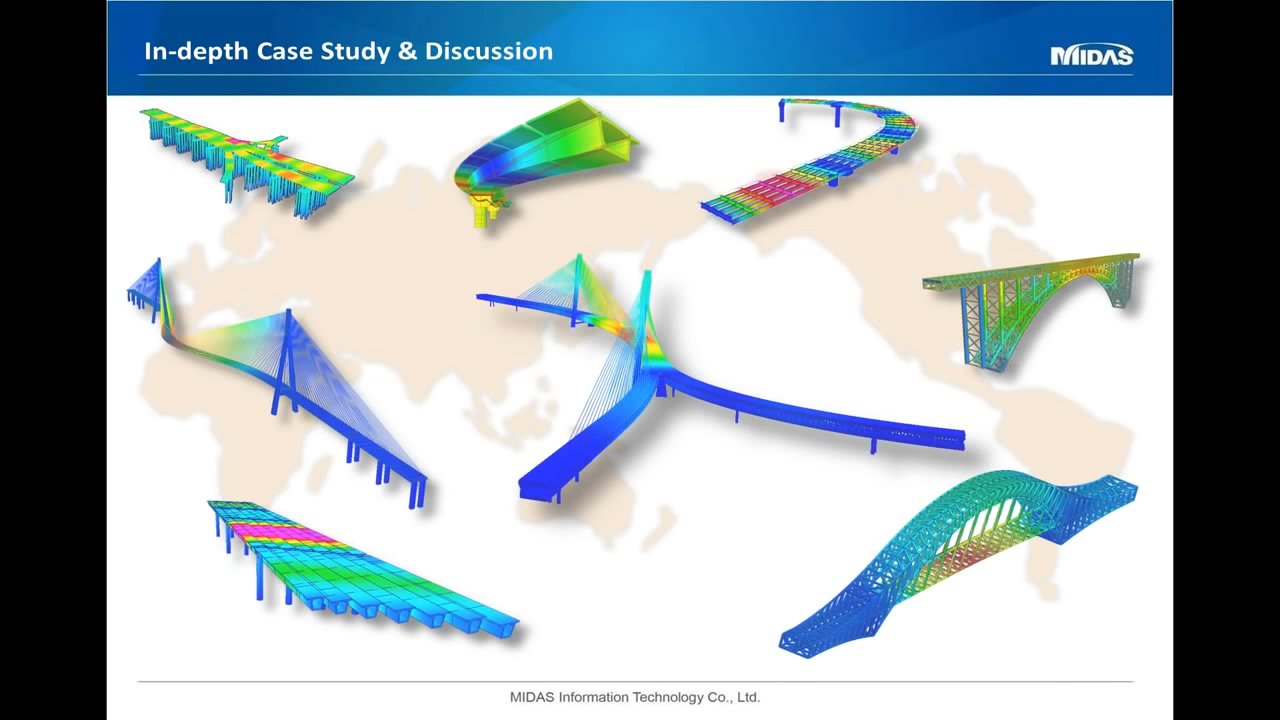 In-depth Case Study & Discussion
MIDAS
MIDAS Information Technology Co., Ltd.